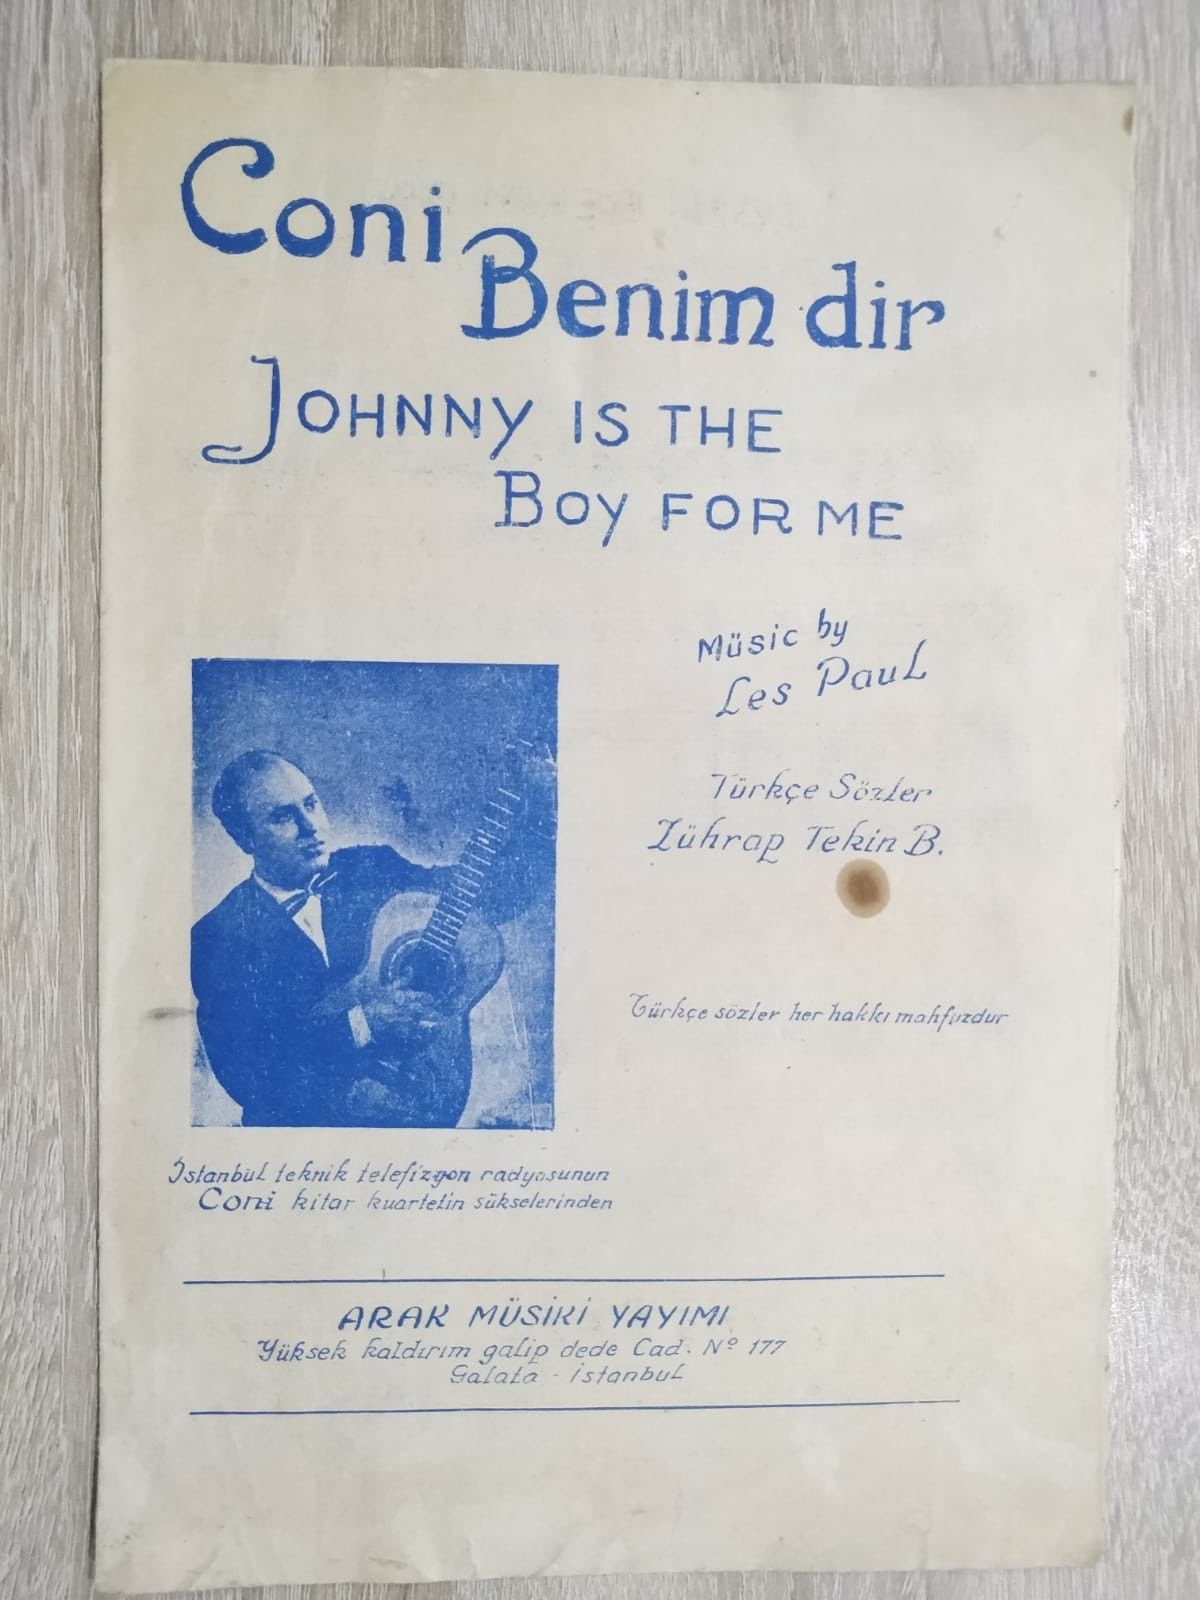 Coni
Benim dir
JOHNNY IS THE
BOY FOR ME
Müsic by
Les Paul
Türkçe Sözler
Zührap Tekin B.
Türkçe sözler her hakkı mahfuzdur
İstanbul teknik telefizyon radyosunun
Coni kitar kuartetin sükselerinden
ARAK MÜSİKİ YAYIMI
Yüksek kaldırım galip dede Cad. Nº 177
Galata - İstanbul